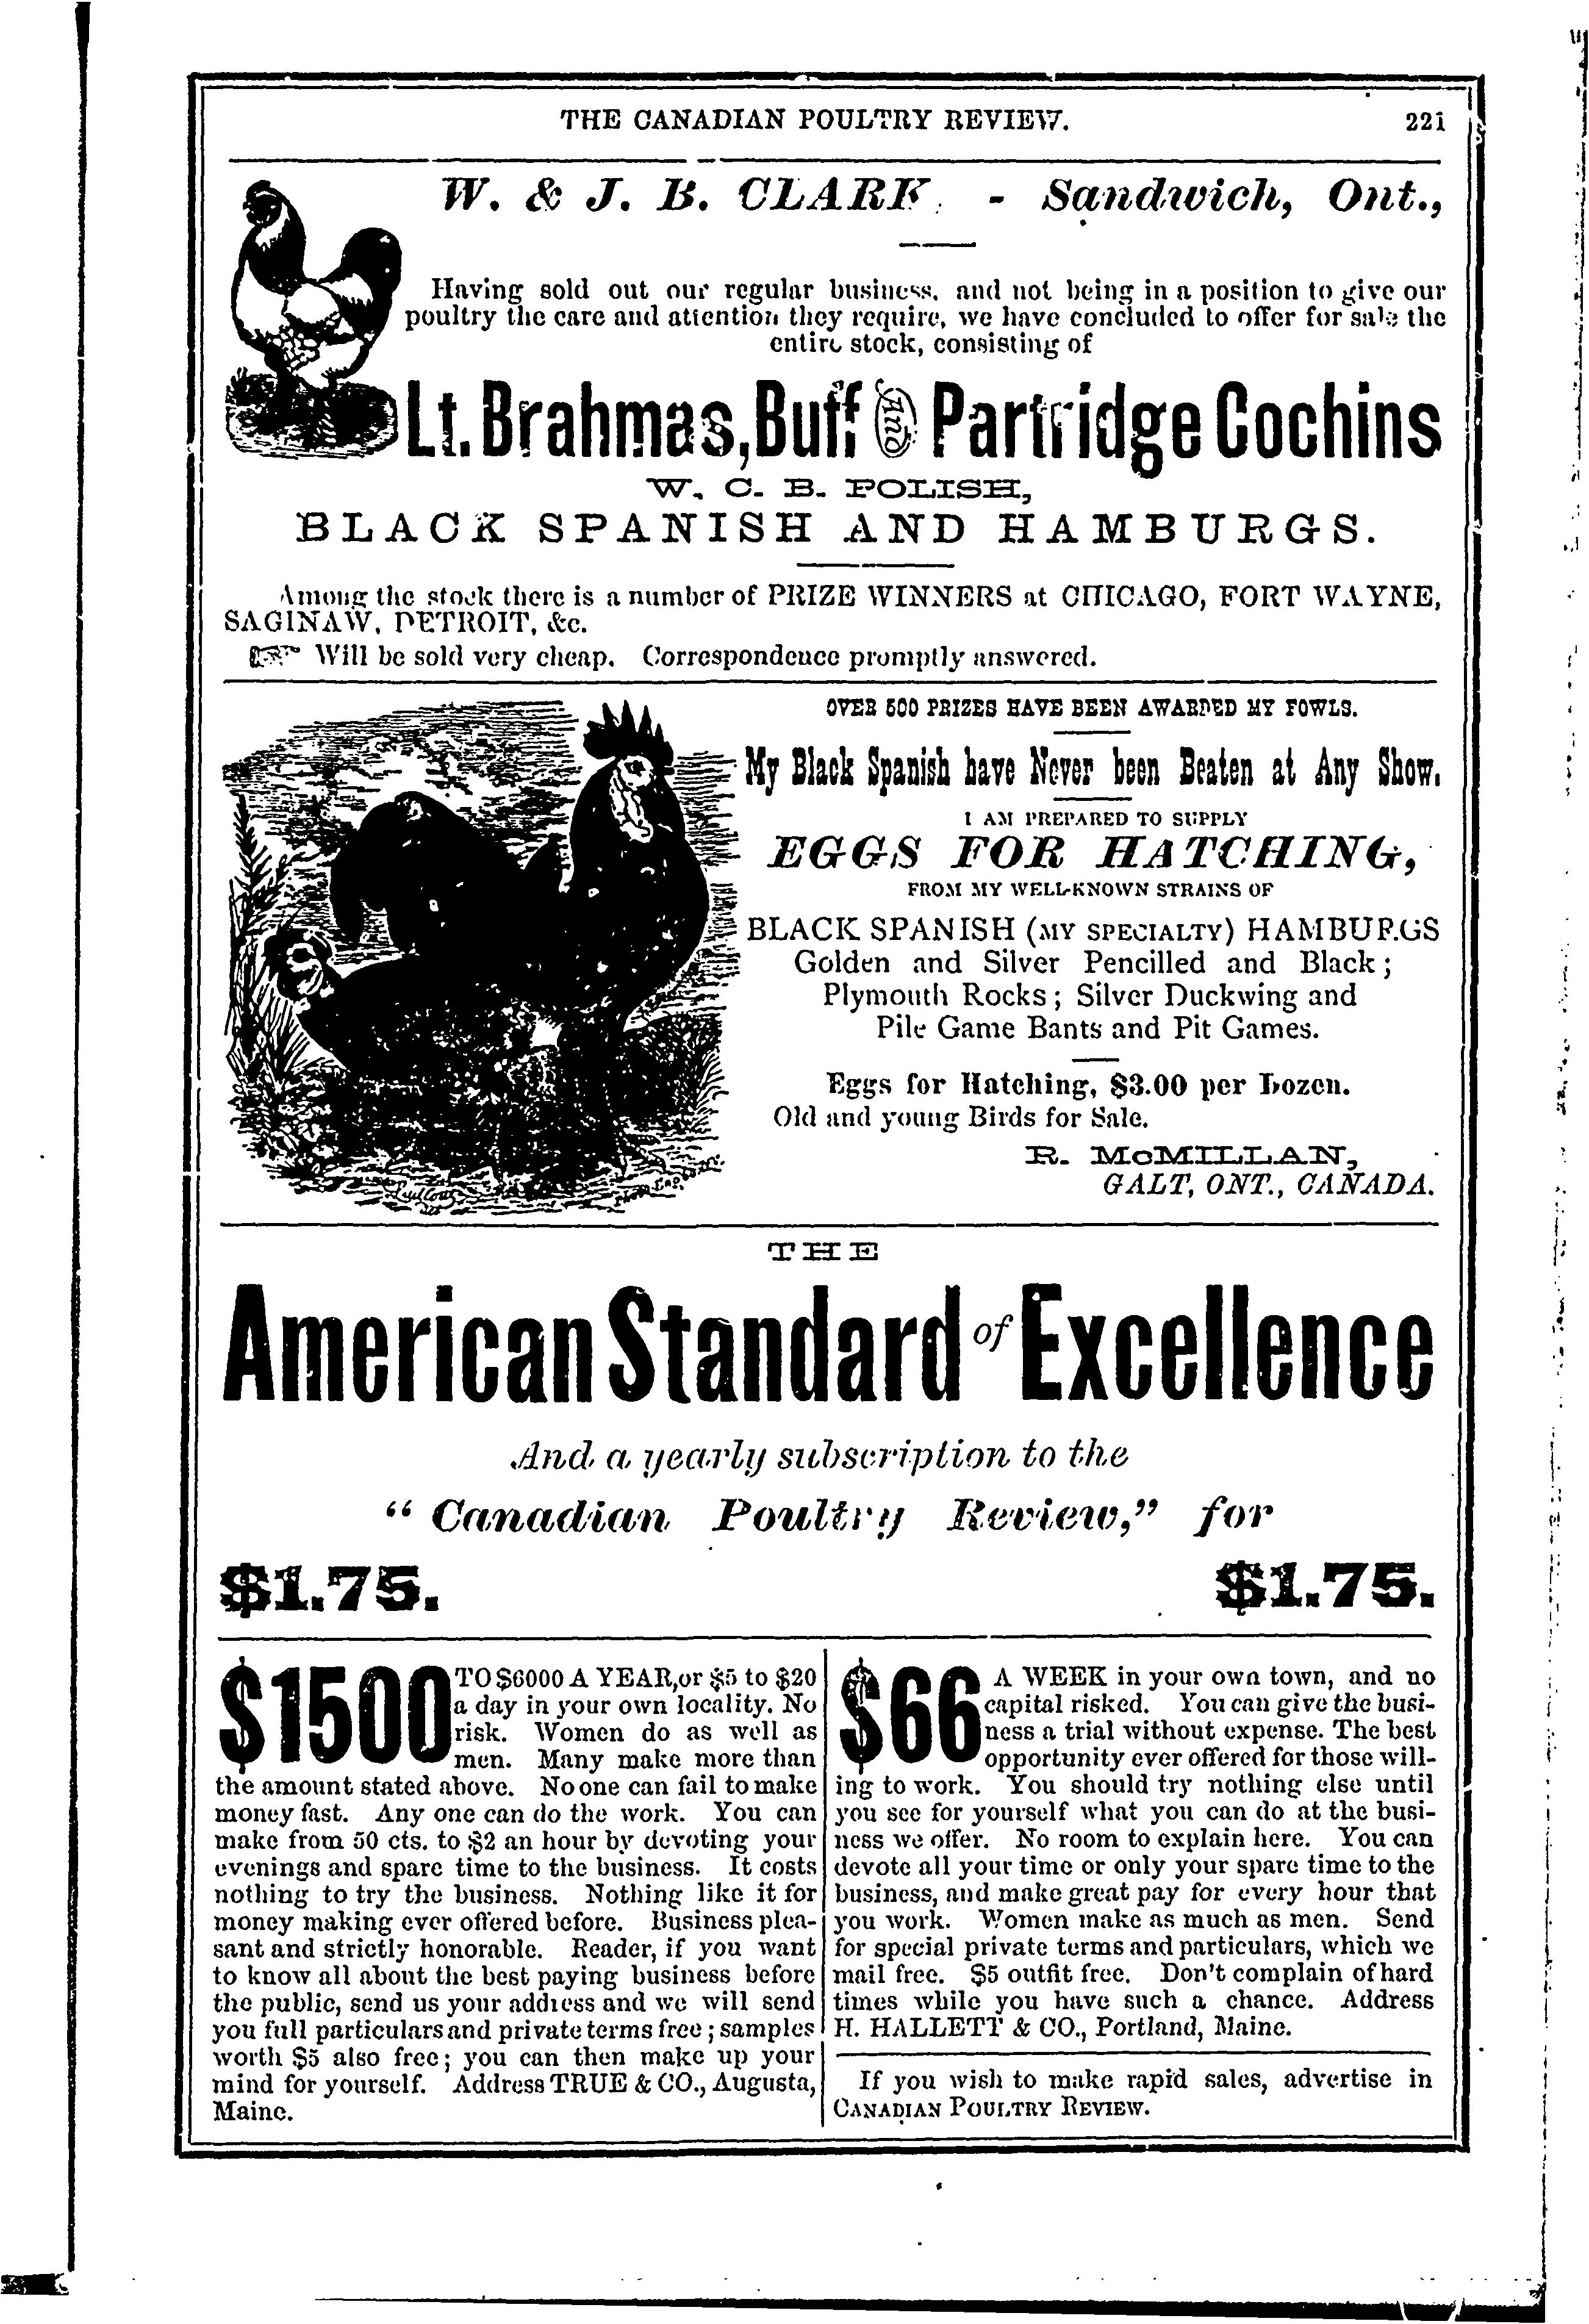 THE CANADIAN POULTRY REVIEW. 221
W. & J. B. CLARK, - Sandwich, Ont.,
Having sold out our regular business, and not being in a position to give our
poultry the care and attention they require, we have concluded to offer for sale the
entire stock, consisting of
Lt. Brahmas, Buff And Partridge Cochins
W. C. B. POLISH,
BLACK SPANISH AND HAMBURGS.
Among the stock there is a number of PRIZE WINNERS at CHICAGO, FORT WAYNE,
SAGINAW, DETROIT, &c.
☞ Will be sold very cheap. Correspondence promptly answered.
OVER 500 PRIZES HAVE BEEN AWARDED MY FOWLS.
My Black Spanish have Never been Beaten at Any Show.
I AM PREPARED TO SUPPLY
EGGS FOR HATCHING,
FROM MY WELL-KNOWN STRAINS OF
BLACK SPANISH (MY SPECIALTY) HAMBURGS
Golden and Silver Pencilled and Black;
Plymouth Rocks; Silver Duckwing and
Pile Game Bants and Pit Games.
Eggs for Hatching, $3.00 per Dozen.
Old and young Birds for Sale.
R. McMILLAN,
GALT, ONT., CANADA.
Ludlow
THE
American Standard of Excellence
And a yearly subscription to the
"Canadian Poultry Review," for
$1.75. $1.75.
$1500 TO $6000 A YEAR, or $5 to $20
a day in your own locality. No
risk. Women do as well as
men. Many make more than
the amount stated above. No one can fail to make
money fast. Any one can do the work. You can
make from 50 cts. to $2 an hour by devoting your
evenings and spare time to the business. It costs
nothing to try the business. Nothing like it for
money making ever offered before. Business plea-
sant and strictly honorable. Reader, if you want
to know all about the best paying business before
the public, send us your address and we will send
you full particulars and private terms free; samples
worth $5 also free; you can then make up your
mind for yourself. Address TRUE & CO., Augusta,
Maine.
$66 A WEEK in your own town, and no
capital risked. You can give the busi-
ness a trial without expense. The best
opportunity ever offered for those will-
ing to work. You should try nothing else until
you see for yourself what you can do at the busi-
ness we offer. No room to explain here. You can
devote all your time or only your spare time to the
business, and make great pay for every hour that
you work. Women make as much as men. Send
for special private terms and particulars, which we
mail free. $5 outfit free. Don't complain of hard
times while you have such a chance. Address
H. HALLETT & CO., Portland, Maine.
If you wish to make rapid sales, advertise in
CANADIAN POULTRY REVIEW.